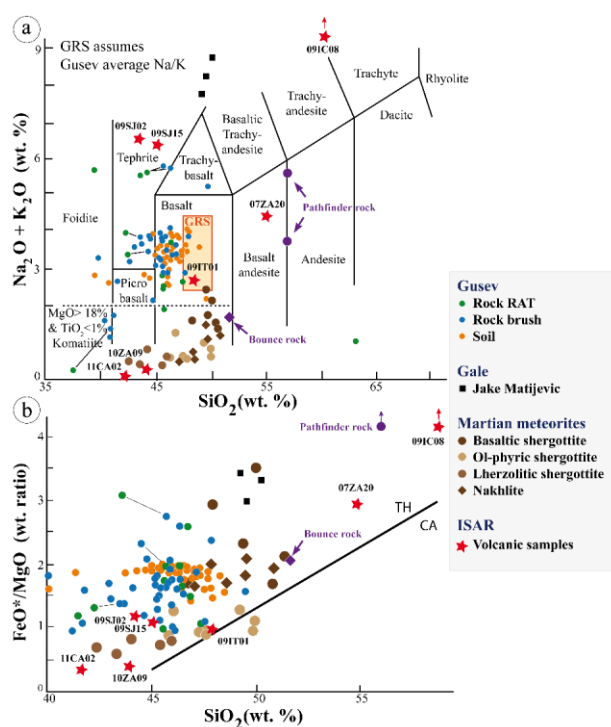 a
GRS assumes
Gusev average Na/K
09IC08
Trachyte
Rhyolite
Trachy-
andesite
Dacite
Basaltic
Trachy-
andesite
09SJ02
09SJ15
Tephrite
Trachy-
basalt
Foidite
Basalt
GRS
07ZA20
Pathfinder rock
09IT01
Picro
basalt
Basalt
andesite
Andesite
MgO> 18%
& TiO2<1%
Komatiite
10ZA09
11CA02
Bounce rock
Na2O + K2O (wt. %)
9
6
3
0
35
45
55
65
SiO2(wt. %)
b
Pathfinder rock
09IC08
07ZA20
TH
CA
Bounce rock
09SJ02
09SJ15
09IT01
11CA02
10ZA09
FeO*/MgO (wt. ratio)
4
3
2
1
0
40
45
50
55
SiO2(wt. %)
Gusev
Rock RAT
Rock brush
Soil
Gale
Jake Matijevic
Martian meteorites
Basaltic shergottite
Ol-phyric shergottite
Lherzolitic shergottite
Nakhlite
ISAR
Volcanic samples